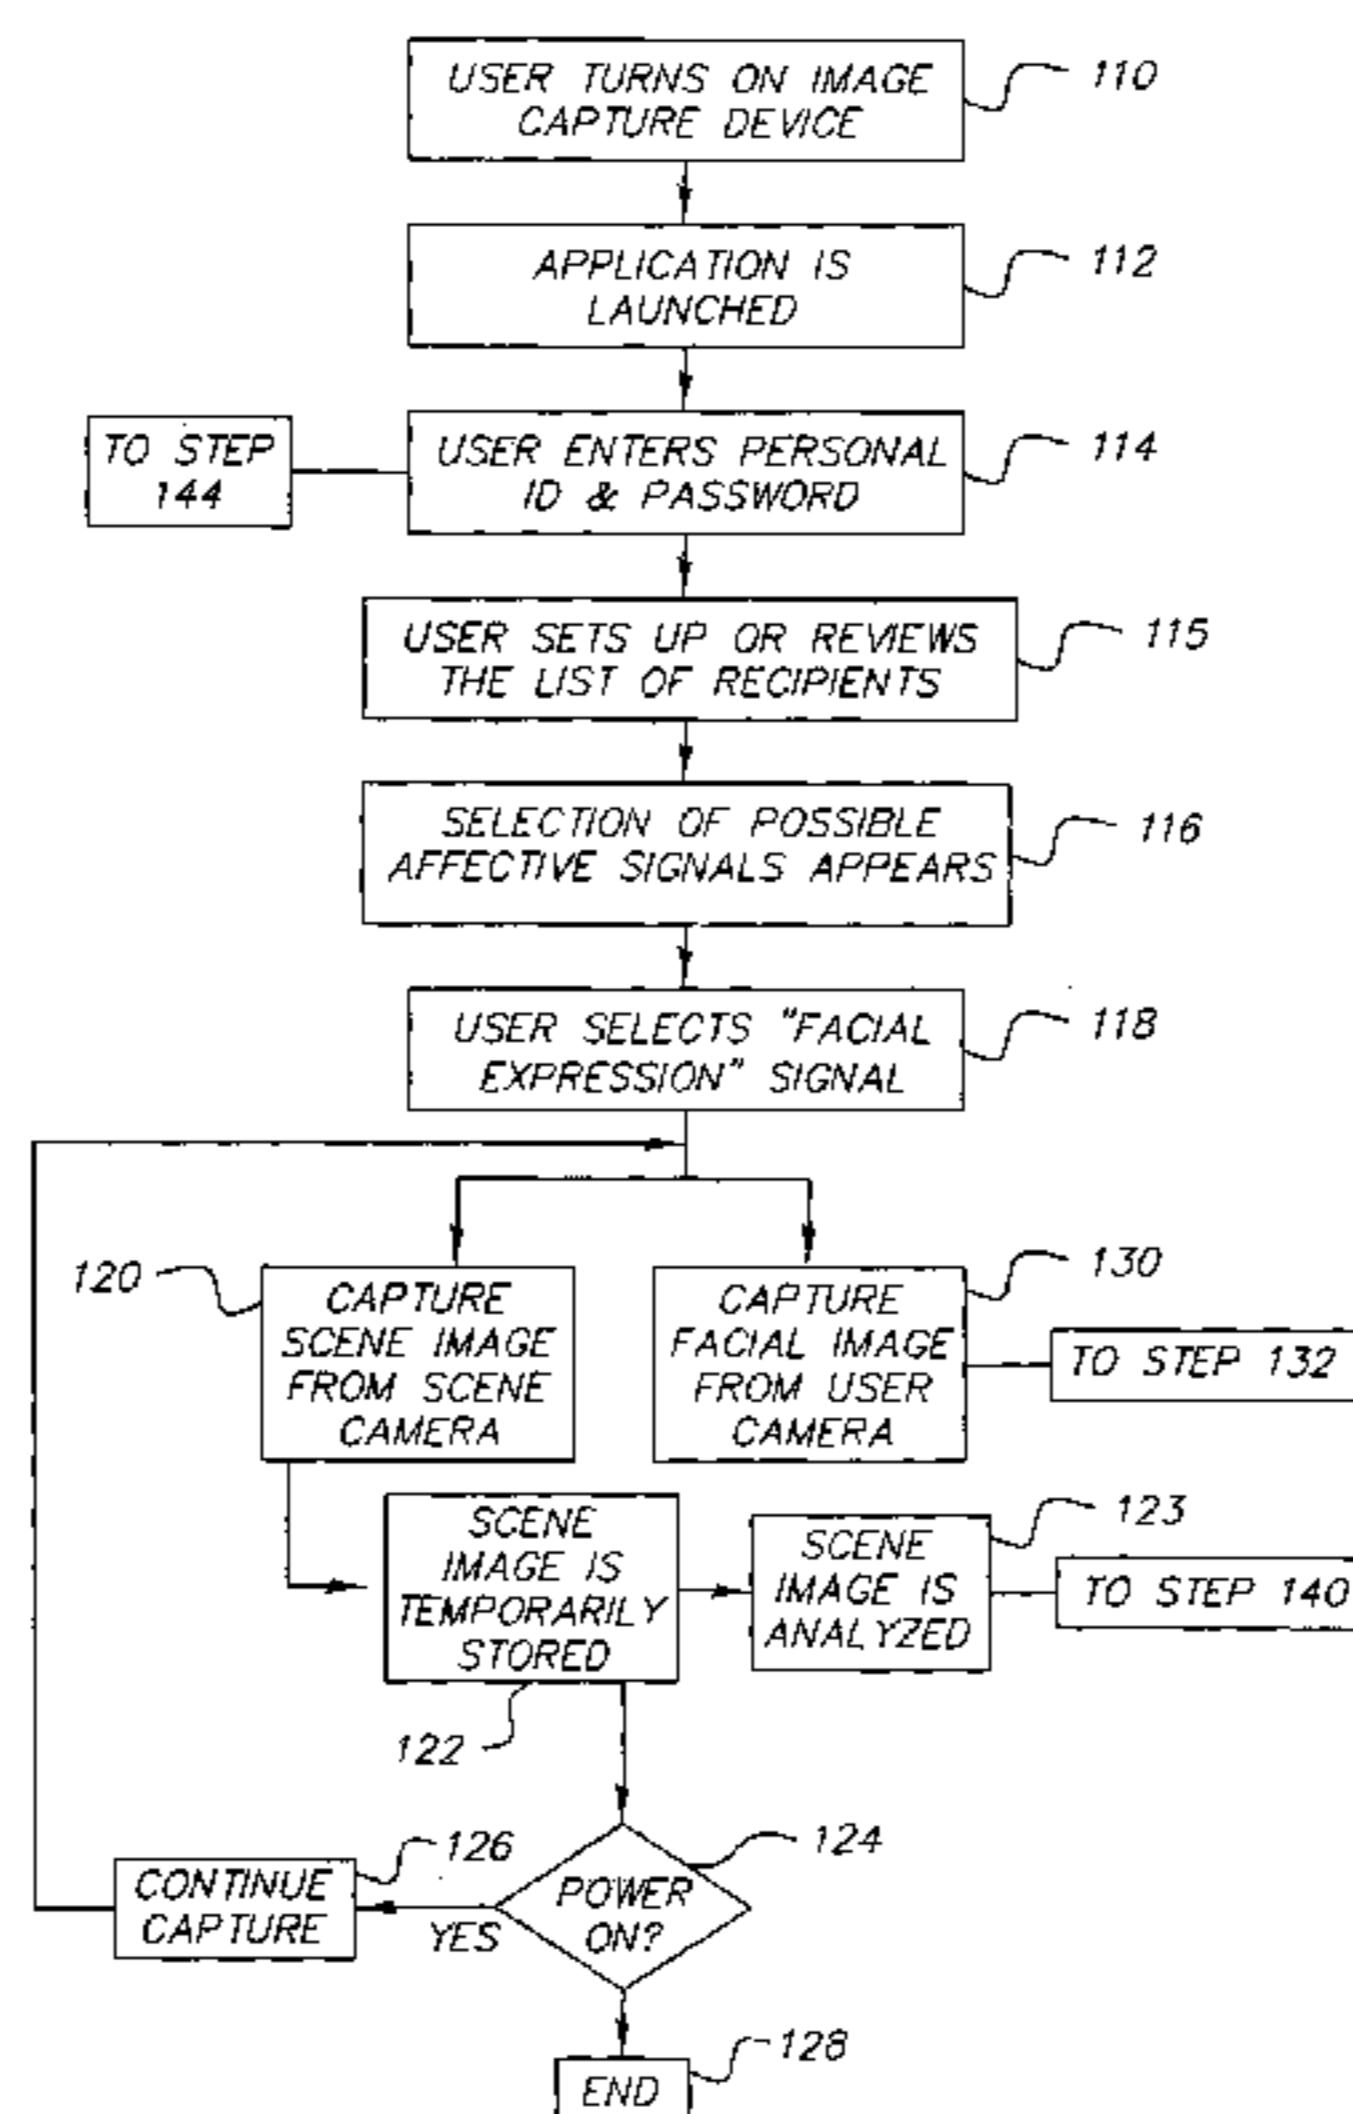 USER TURNS ON IMAGE
CAPTURE DEVICE
110
APPLICATION IS
LAUNCHED
112
TO STEP
144
USER ENTERS PERSONAL
ID & PASSWORD
114
USER SETS UP OR REVIEWS
THE LIST OF RECIPIENTS
115
SELECTION OF POSSIBLE
AFFECTIVE SIGNALS APPEARS
116
USER SELECTS "FACIAL
EXPRESSION" SIGNAL
118
120
CAPTURE
SCENE IMAGE
FROM SCENE
CAMERA
CAPTURE
FACIAL IMAGE
FROM USER
CAMERA
130
TO STEP 132
SCENE
IMAGE IS
TEMPORARILY
STORED
122
SCENE
IMAGE IS
ANALYZED
123
TO STEP 140
POWER
ON?
124
YES
CONTINUE
CAPTURE
126
END
128